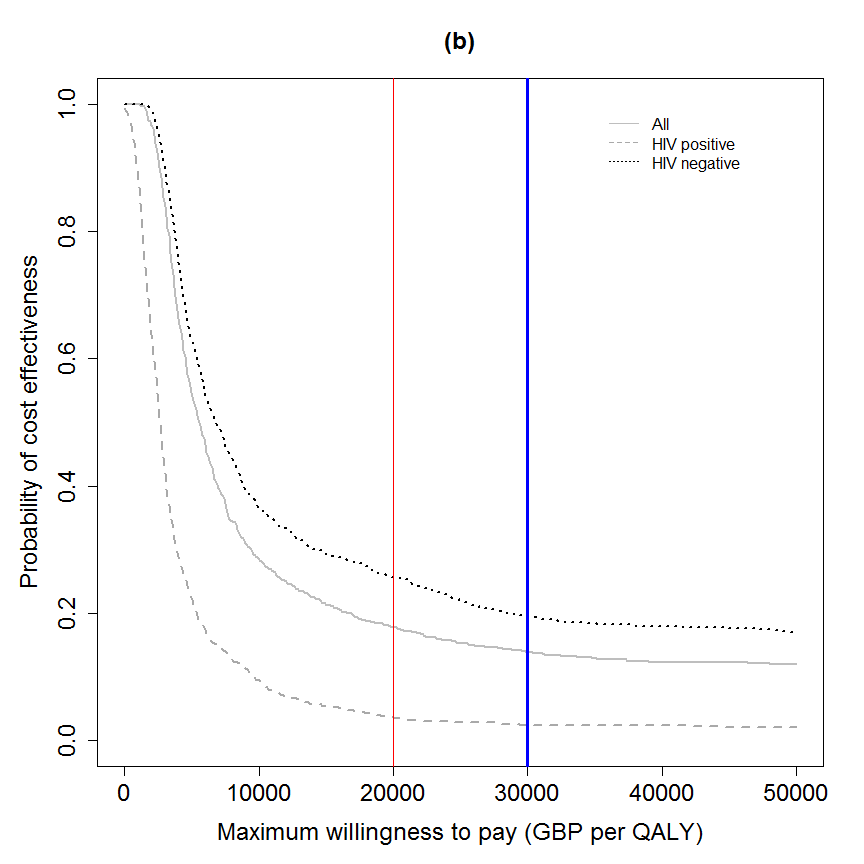 (b)
All
HIV positive
HIV negative
Probability of cost effectiveness
1.0
0.8
0.6
0.4
0.2
0.0
0 10000 20000 30000 40000 50000
Maximum willingness to pay (GBP per QALY)